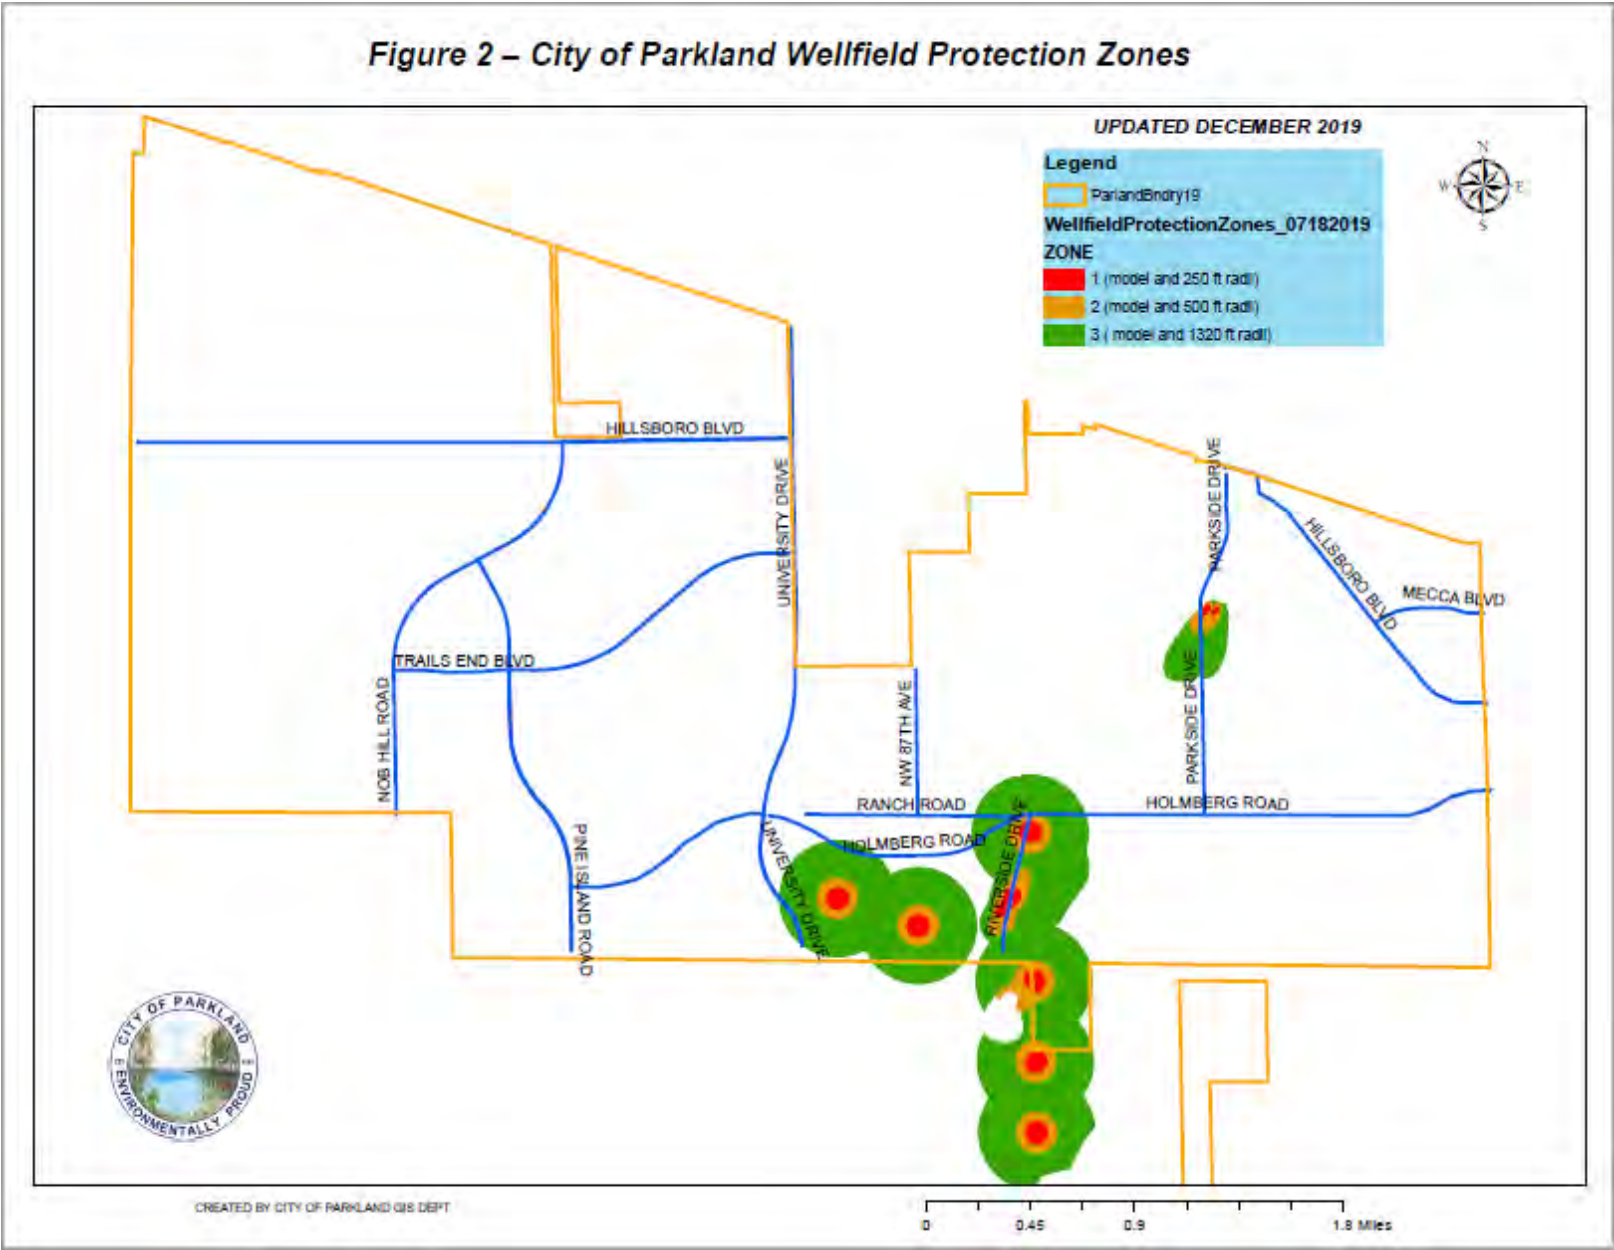 Figure 2 – City of Parkland Wellfield Protection Zones
UPDATED DECEMBER 2019
Legend
ParlandBndry19
WellfieldProtectionZones_07182019
ZONE
1 (model and 250 ft radii)
2 (model and 500 ft radii)
3 ( model and 1320 ft radii)
N
W
E
S
HILLSBORO BLVD
UNIVERSITY DRIVE
PARKSIDE DRIVE
HILLSBORO BLVD
MECCA BLVD
TRAILS END BLVD
NOB HILL ROAD
NW 87TH AVE
PARKSIDE DRIVE
RANCH ROAD
HOLMBERG ROAD
HOLMBERG ROAD
RIVERSIDE DRIVE
UNIVERSITY DRIVE
PINE ISLAND ROAD
CITY OF PARKLAND
ENVIRONMENTALLY PROUD
CREATED BY CITY OF PARKLAND GIS DEPT
0 0.45 0.9 1.8 Miles